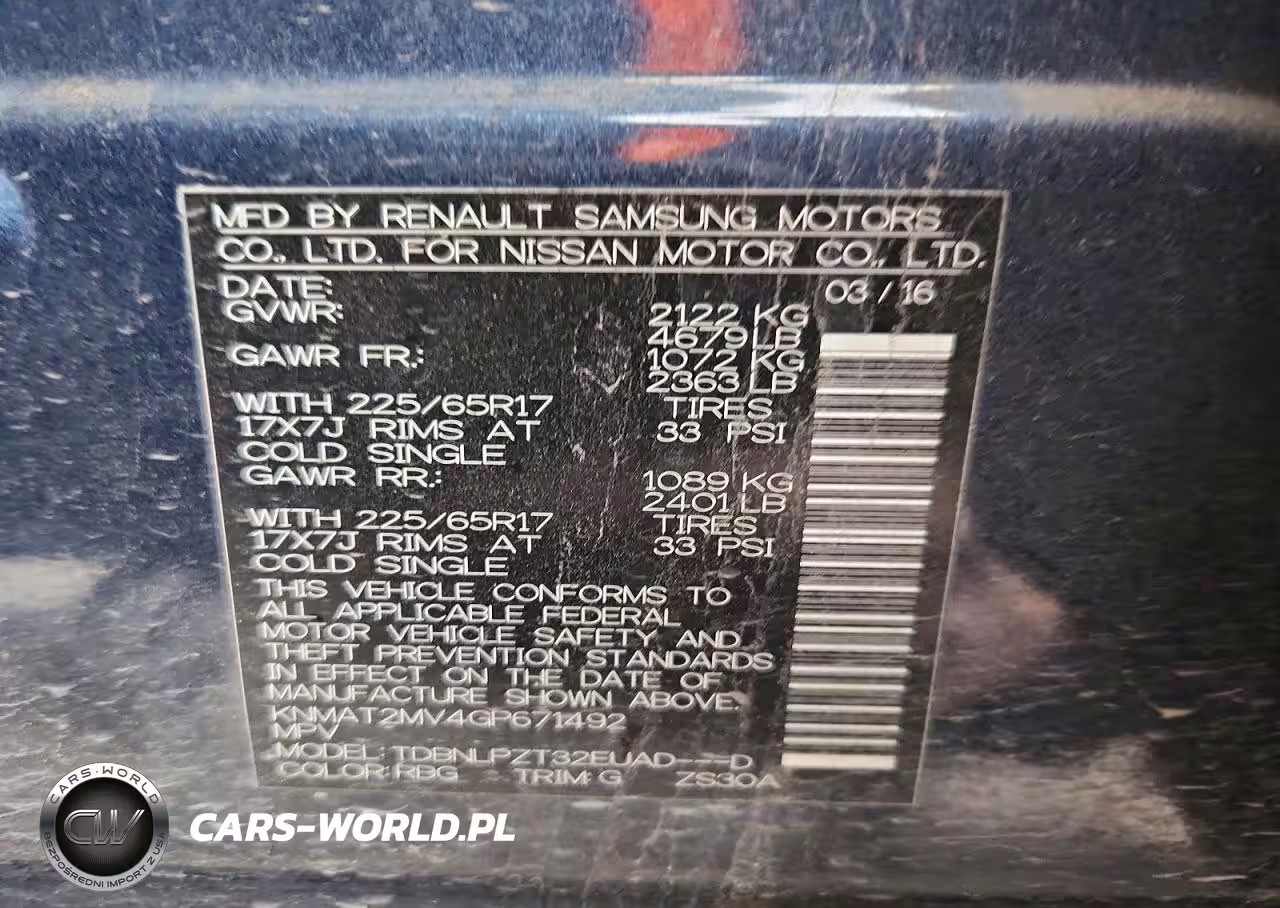 MFD BY RENAULT SAMSUNG MOTORS
CO., LTD. FOR NISSAN MOTOR CO., LTD.
DATE: 03 / 16
GVWR: 2122 KG
4679 LB
GAWR FR.: 1072 KG
2363 LB
WITH 225/65R17 TIRES
17X7J RIMS AT 33 PSI
COLD SINGLE
GAWR RR.: 1089 KG
2401 LB
WITH 225/65R17 TIRES
17X7J RIMS AT 33 PSI
COLD SINGLE
THIS VEHICLE CONFORMS TO
ALL APPLICABLE FEDERAL
MOTOR VEHICLE SAFETY AND
THEFT PREVENTION STANDARDS
IN EFFECT ON THE DATE OF
MANUFACTURE SHOWN ABOVE.
KNMAT2MV4GP671492
MPV
MODEL: TDBNLPZT32EUAD---D
COLOR: RBG TRIM: G ZS30A
CARS-WORLD
CW
BEZPOŚREDNI IMPORT Z USA
CARS-WORLD.PL